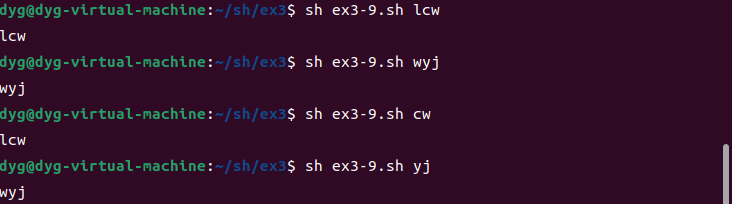 dyg@dyg-virtual-machine:~/sh/ex3$ sh ex3-9.sh lcw
lcw
dyg@dyg-virtual-machine:~/sh/ex3$ sh ex3-9.sh wyj
wyj
dyg@dyg-virtual-machine:~/sh/ex3$ sh ex3-9.sh cw
lcw
dyg@dyg-virtual-machine:~/sh/ex3$ sh ex3-9.sh yj
wyj